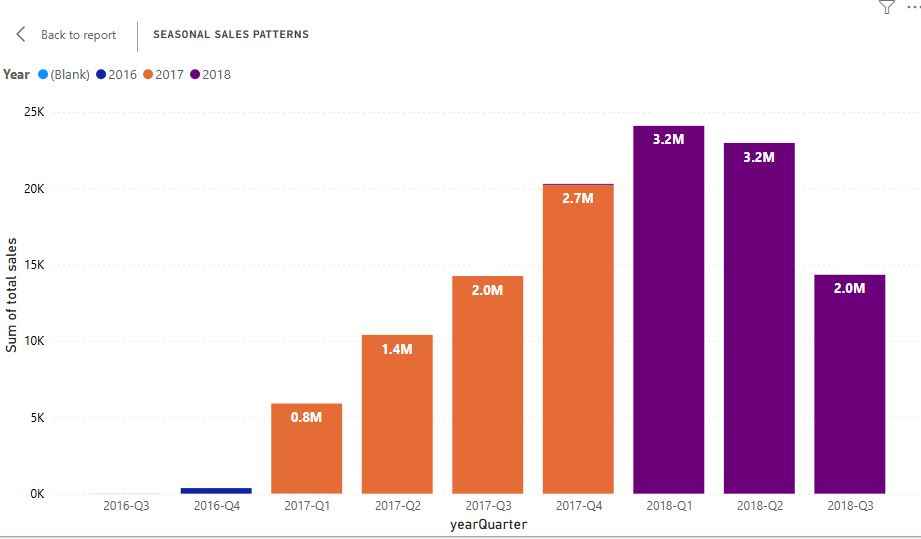 Back to report SEASONAL SALES PATTERNS
Year (Blank) 2016 2017 2018
25K
20K
15K
10K
5K
0K
Sum of total sales
0.8M
1.4M
2.0M
2.7M
3.2M
3.2M
2.0M
2016-Q3 2016-Q4 2017-Q1 2017-Q2 2017-Q3 2017-Q4 2018-Q1 2018-Q2 2018-Q3
yearQuarter